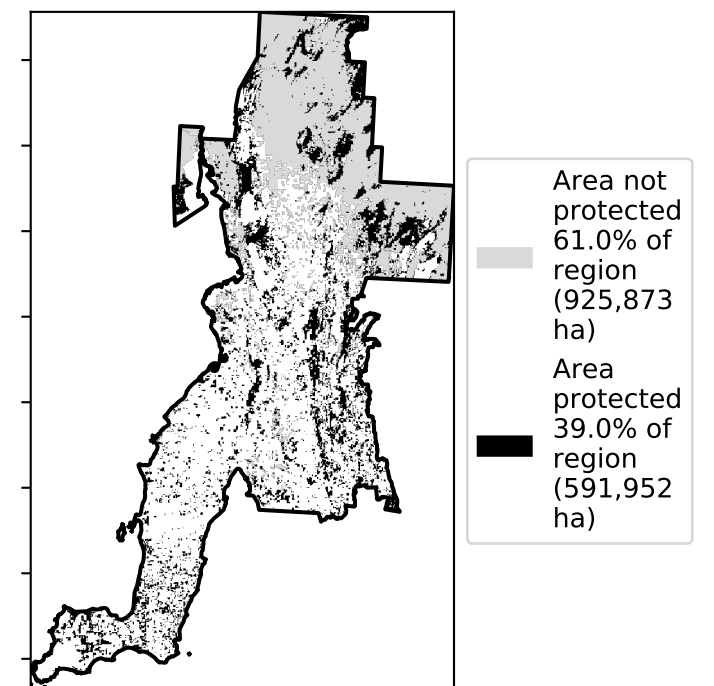 Area not
protected
61.0% of
region
(925,873
ha)
Area
protected
39.0% of
region
(591,952
ha)